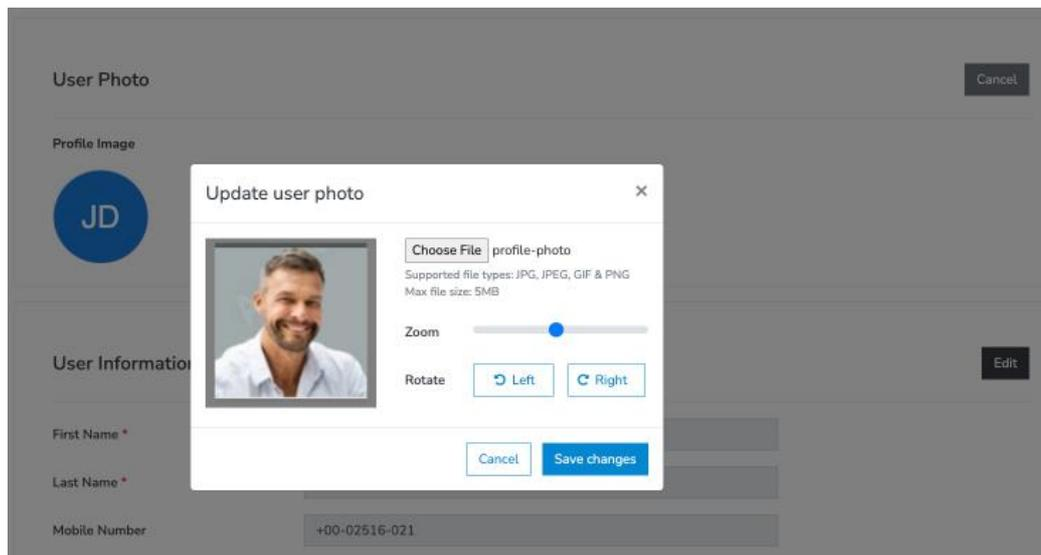 User Photo
Cancel
Profile Image
JD
Update user photo
×
Choose File profile-photo
Supported file types: JPG, JPEG, GIF & PNG
Max file size: 5MB
Zoom
Rotate
Left
Right
User Informatio
Edit
First Name *
Cancel
Save changes
Last Name *
Mobile Number
+00-02516-021